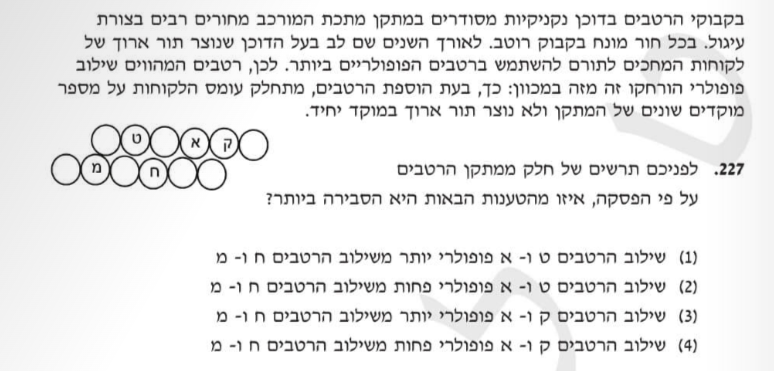 בקבוקי הרטבים בדוכן נקניקיות מסודרים במתקן מתכת המורכב מחורים רבים בצורת
עיגול. בכל חור מונח בקבוק רוטב. לאורך השנים שם לב בעל הדוכן שנוצר תור ארוך של
לקוחות המחכים לתורם להשתמש ברטבים הפופולריים ביותר. לכן, רטבים המהווים שילוב
פופולרי הורחקו זה מזה במכוון: כך, בעת הוספת הרטבים, מתחלק עומס הלקוחות על מספר
מוקדים שונים של המתקן ולא נוצר תור ארוך במוקד יחיד.
ק א ט
ח מ
227. לפניכם תרשים של חלק ממתקן הרטבים
על פי הפסקה, איזו מהטענות הבאות היא הסבירה ביותר?
(1) שילוב הרטבים ט ו- א פופולרי יותר משילוב הרטבים ח ו- מ
(2) שילוב הרטבים ט ו- א פופולרי פחות משילוב הרטבים ח ו- מ
(3) שילוב הרטבים ק ו- א פופולרי יותר משילוב הרטבים ח ו- מ
(4) שילוב הרטבים ק ו- א פופולרי פחות משילוב הרטבים ח ו- מ